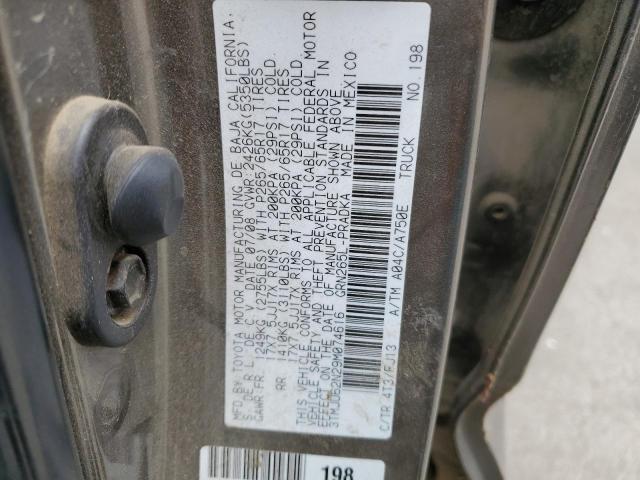 MFD.BY TOYOTA MOTOR MANUFACTURING DE BAJA CALIFORNIA.
S.DE R.L.DE C.V. DATE 07/08 GVWR:2426KG(5350LBS)
GAWR-FR. 1249KG (2755LBS) WITH P265/65R17 TIRES
17X7.5JJ17X RIMS AT 200KPA (29PSI) COLD.
RR 1410KG (3110LBS) WITH P265/65R17 TIRES
17X7.5JJ17X RIMS AT 200KPA (29PSI) COLD.
THIS VEHICLE CONFORMS TO ALL APPLICABLE FEDERAL MOTOR
VEHICLE SAFETY AND THEFT PREVENTION STANDARDS IN
EFFECT ON THE DATE OF MANUFACTURE SHOWN ABOVE.
3TMJU62N29M074616 GRN265L-PRADKA MADE IN MEXICO
TRUCK
C/TR 4T3/FJ13 A/TM A04C/A750E NO.198
198